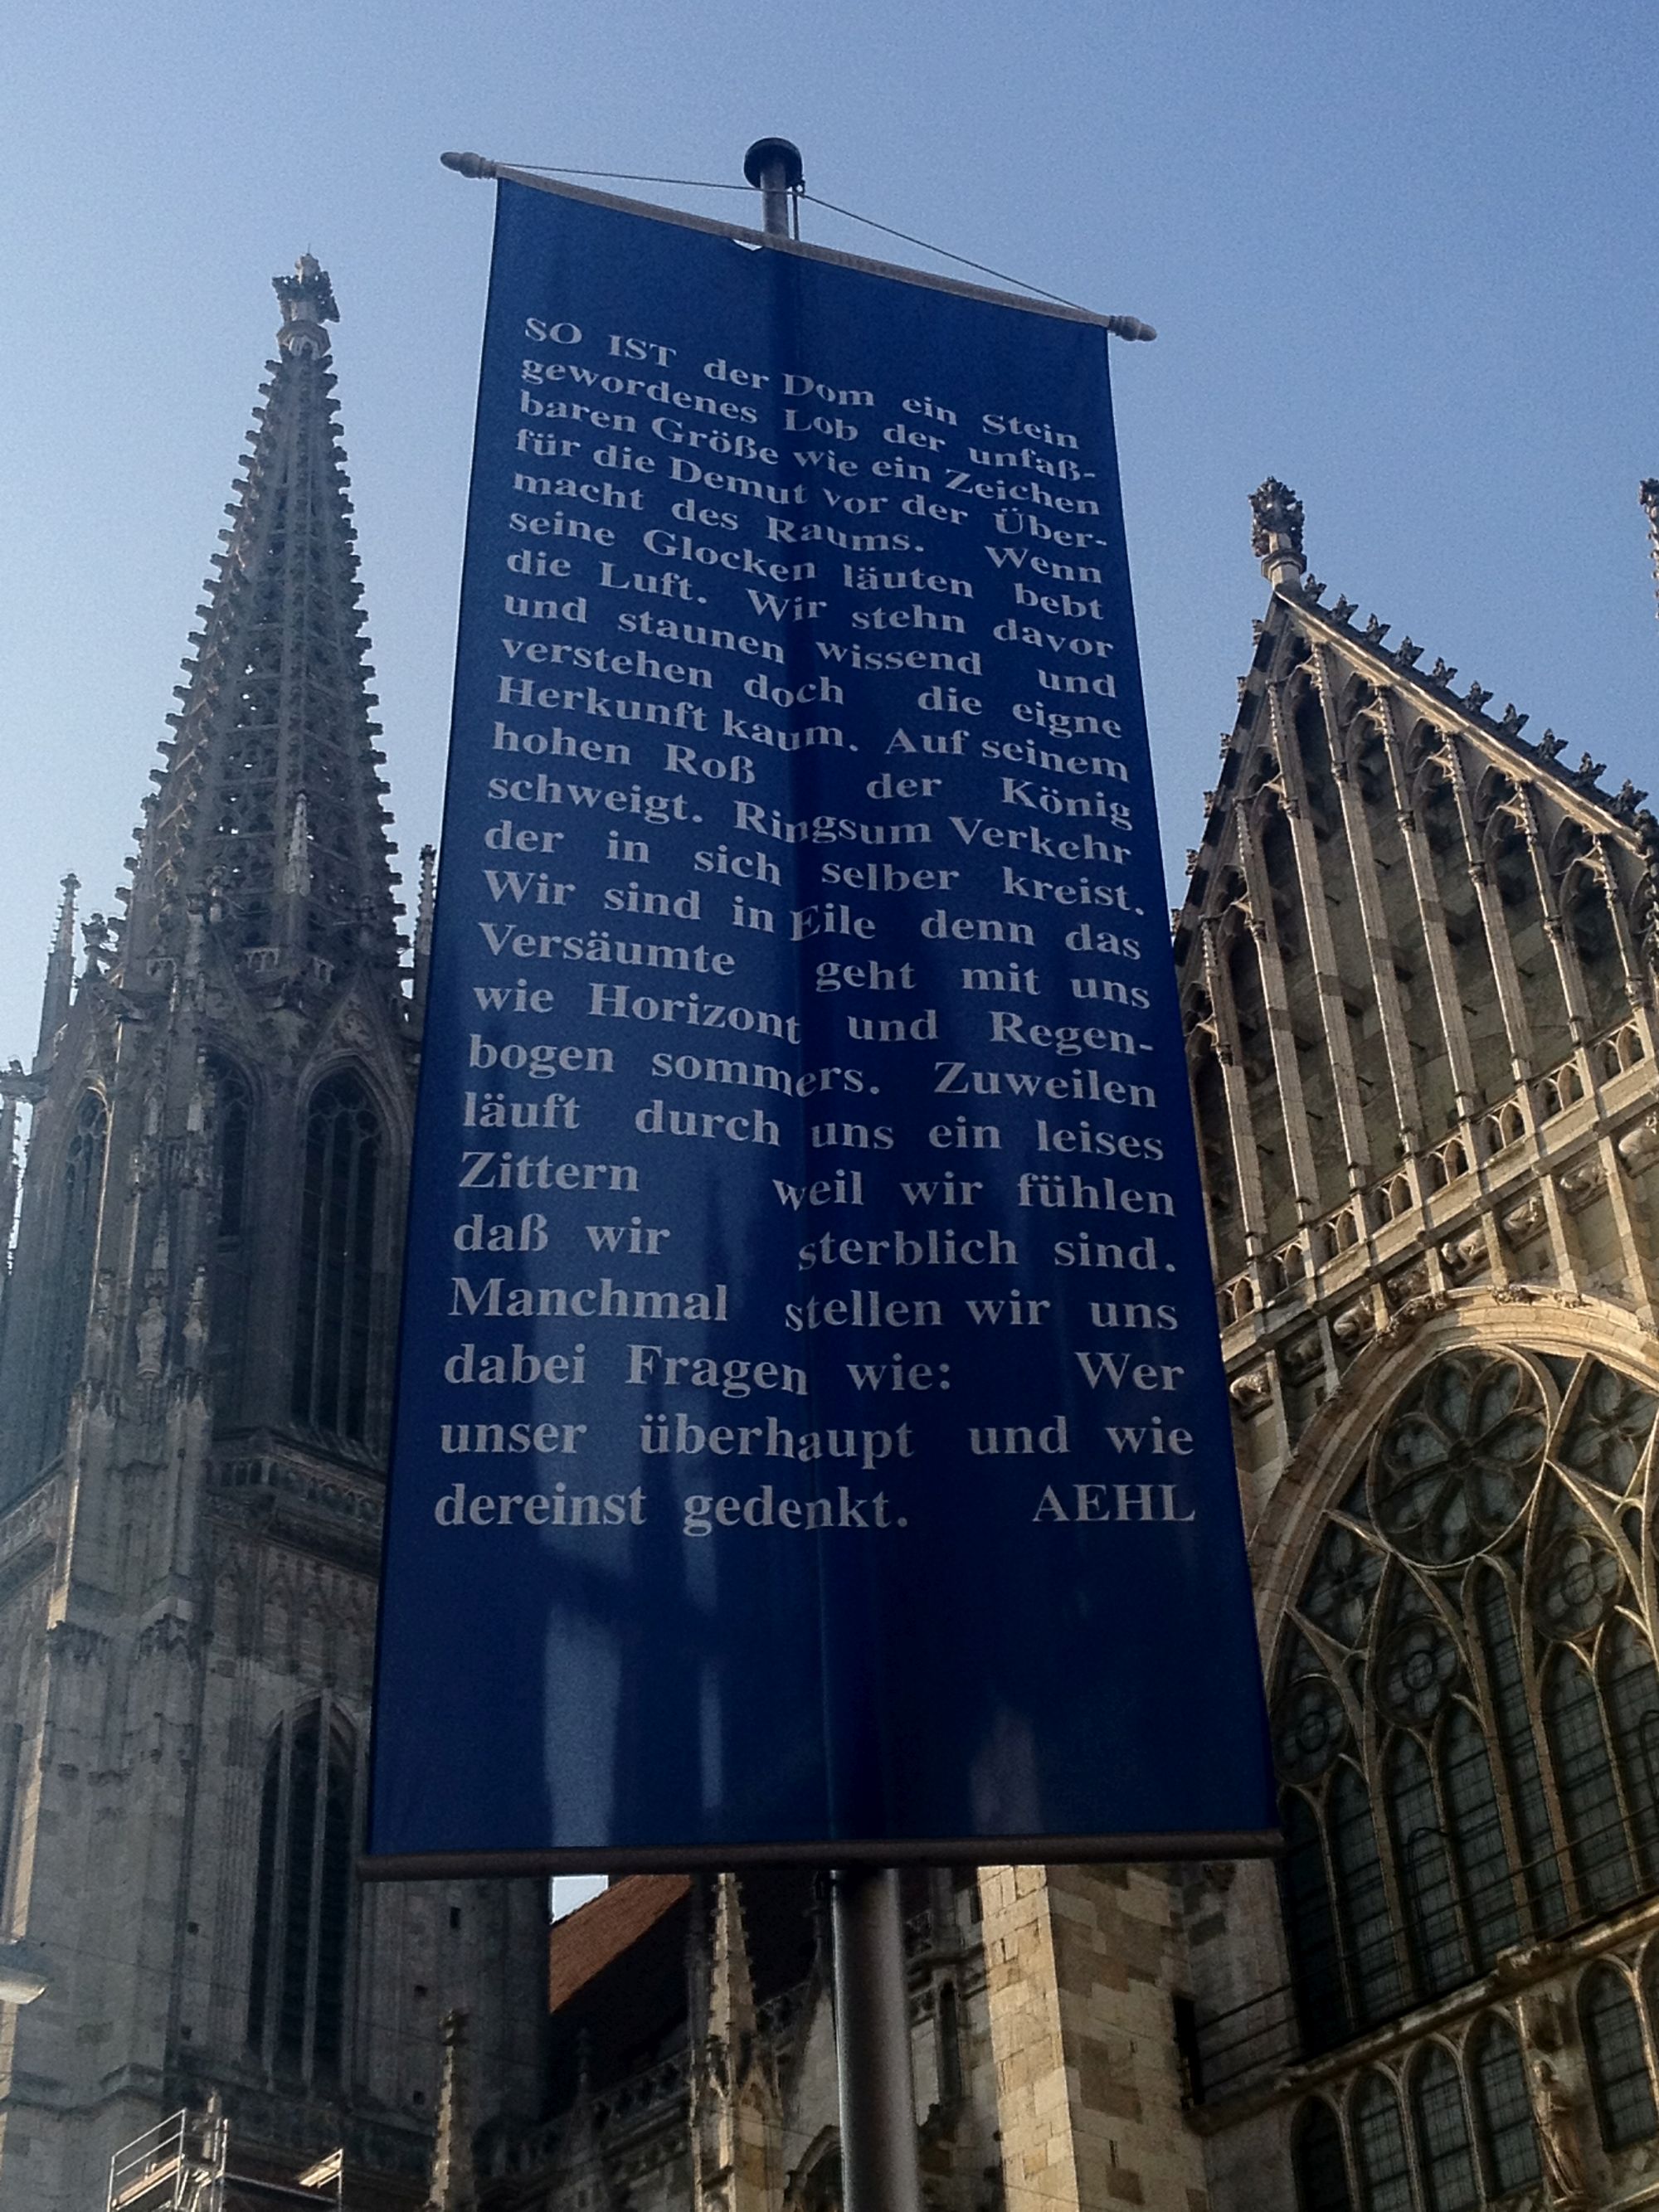 SO IST der Dom ein Stein
gewordenes Lob der unfaß-
baren Größe wie ein Zeichen
für die Demut vor der Über-
macht des Raums. Wenn
seine Glocken läuten bebt
die Luft. Wir stehn davor
und staunen wissend und
verstehen doch die eigne
Herkunft kaum. Auf seinem
hohen Roß der König
schweigt. Ringsum Verkehr
der in sich selber kreist.
Wir sind in Eile denn das
Versäumte geht mit uns
wie Horizont und Regen-
bogen sommers. Zuweilen
läuft durch uns ein leises
Zittern weil wir fühlen
daß wir sterblich sind.
Manchmal stellen wir uns
dabei Fragen wie: Wer
unser überhaupt und wie
dereinst gedenkt. AEHL